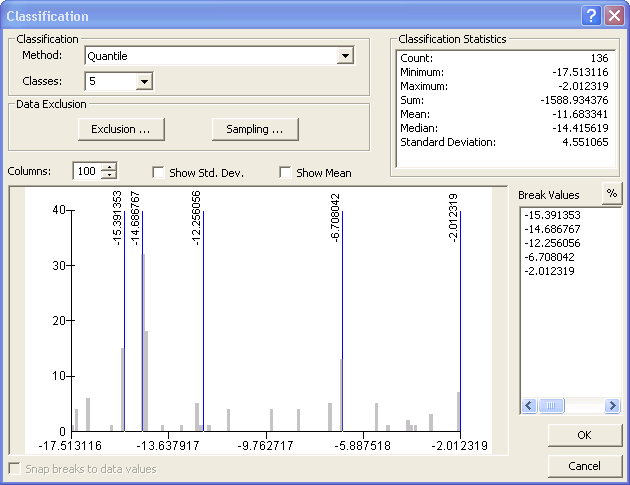 Classification
Classification
Method: Quantile
Classes: 5
Classification Statistics
Count: 136
Minimum: -17.513116
Maximum: -2.012319
Sum: -1588.934376
Mean: -11.683341
Median: -14.415619
Standard Deviation: 4.551065
Data Exclusion
Exclusion ...
Sampling ...
Columns: 100
Show Std. Dev.
Show Mean
Break Values
%
-15.391353
-14.686767
-12.256056
-6.708042
-2.012319
-15.391353
-14.686767
-12.256056
-6.708042
-2.012319
40
30
20
10
0
-17.513116 -13.637917 -9.762717 -5.887518 -2.012319
OK
Cancel
Snap breaks to data values